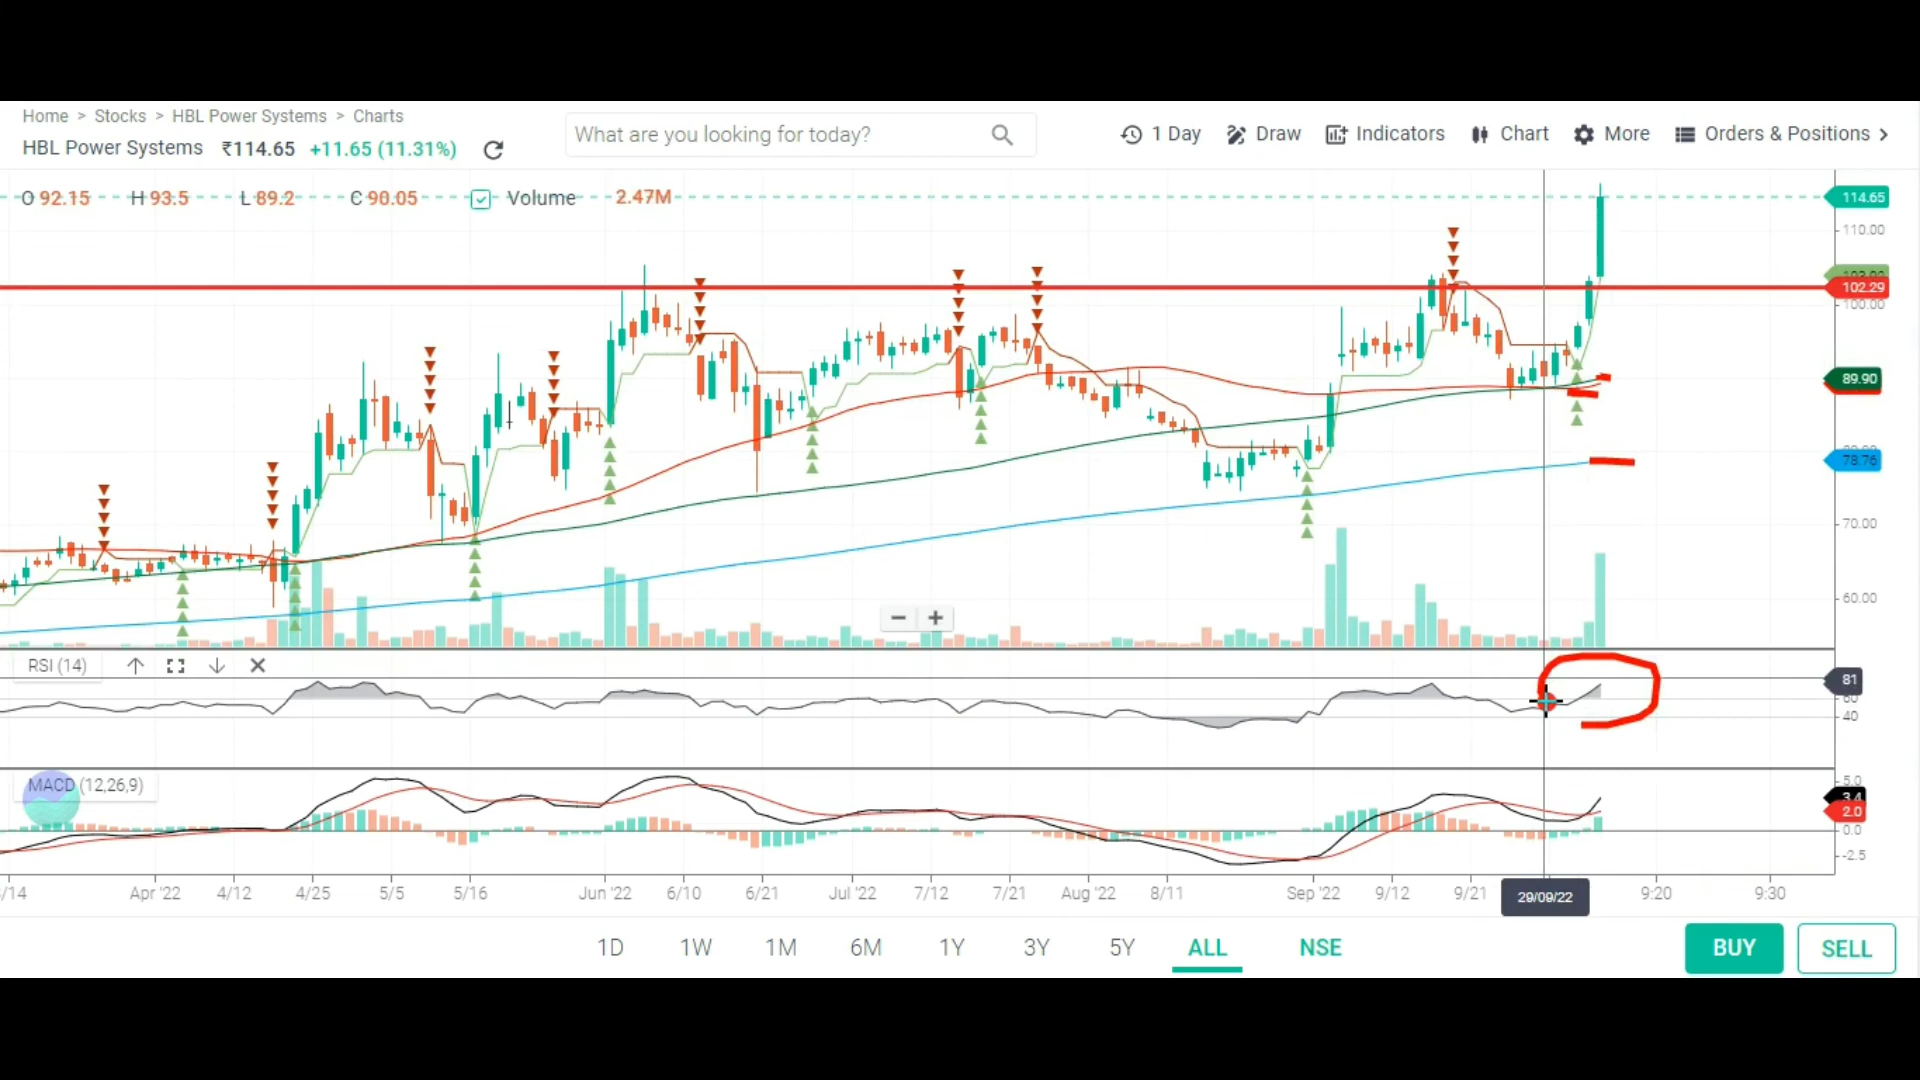 Home > Stocks > HBL Power Systems > Charts
HBL Power Systems ₹114.65 +11.65 (11.31%)
What are you looking for today?
1 Day Draw Indicators Chart More Orders & Positions >
O 92.15 H 93.5 L 89.2 C 90.05 Volume 2.47M
114.65
110.00
102.29
100.00
89.90
78.76
70.00
60.00
RSI (14)
81
60
40
MACD (12,26,9)
5.0
3.4
2.0
0.0
-2.5
/14 Apr '22 4/12 4/25 5/5 5/16 Jun '22 6/10 6/21 Jul '22 7/12 7/21 Aug '22 8/11 Sep '22 9/12 9/21 29/09/22 9:20 9:30
1D 1W 1M 6M 1Y 3Y 5Y ALL NSE
BUY SELL